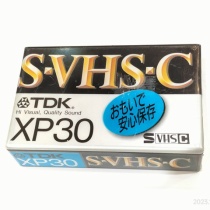 S-VHS-C
TDK
Hi Visual, Quality Sound
XP30
おもいで
安心保存
S VHS C
XP30 S-VHS-C